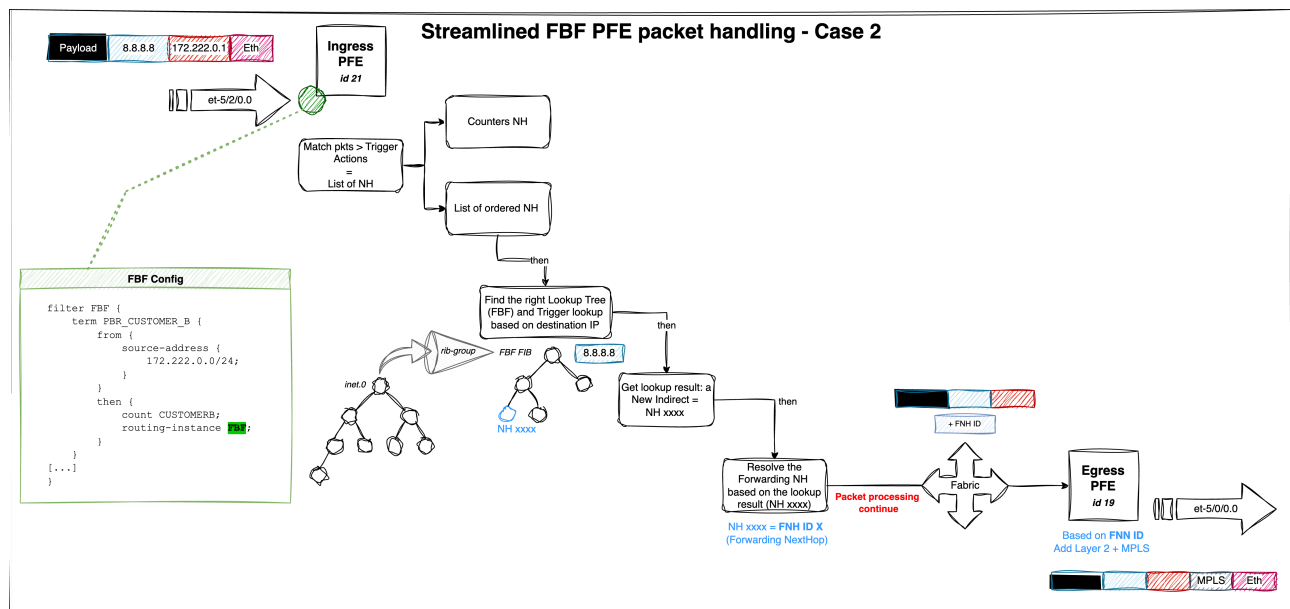 Streamlined FBF PFE packet handling - Case 2
Payload
8.8.8.8
172.222.0.1
Eth
Ingress
PFE
id 21
et-5/2/0.0
Counters NH
Match pkts > Trigger
Actions
=
List of NH
List of ordered NH
then
FBF Config
filter FBF {
term PBR_CUSTOMER_B {
from {
source-address {
172.222.0.0/24;
}
}
then {
count CUSTOMERB;
routing-instance FBF;
}
}
[...]
}
Find the right Lookup Tree
(FBF) and Trigger lookup
based on destination IP
then
rib-group
FBF FIB
8.8.8.8
inet.0
NH xxxx
Get lookup result: a
New Indirect =
NH xxxx
then
+ FNH ID
Resolve the
Forwarding NH
based on the lookup
result (NH xxxx)
Packet processing
continue
Fabric
Egress
PFE
id 19
et-5/0/0.0
NH xxxx = FNH ID X
(Forwarding NextHop)
Based on FNN ID
Add Layer 2 + MPLS
MPLS
Eth